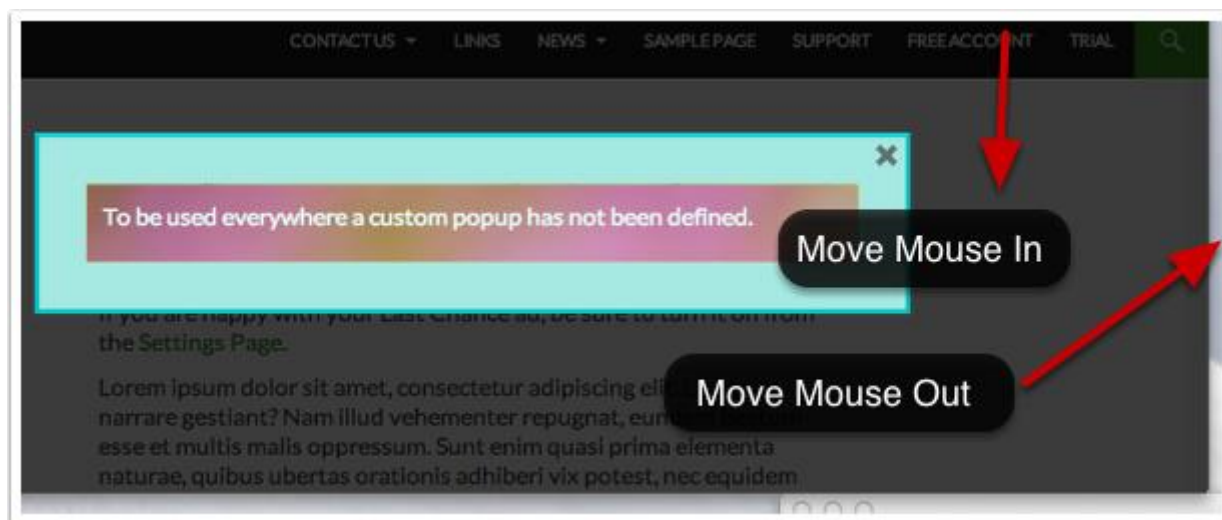 CONTACT US LINKS NEWS SAMPLE PAGE SUPPORT FREE ACCOUNT TRIAL
To be used everywhere a custom popup has not been defined.
Move Mouse In
If you are happy with your Last Chance ad, be sure to turn it on from
the Settings Page.
Lorem ipsum dolor sit amet, consectetur adipiscing
Move Mouse Out
narrare gestiant? Nam illud vehementer repugnat,
esse et multis malis oppressum. Sunt enim quasi prima elementa
naturae, quibus ubertas orationis adhiberi vix potest, nec equidem